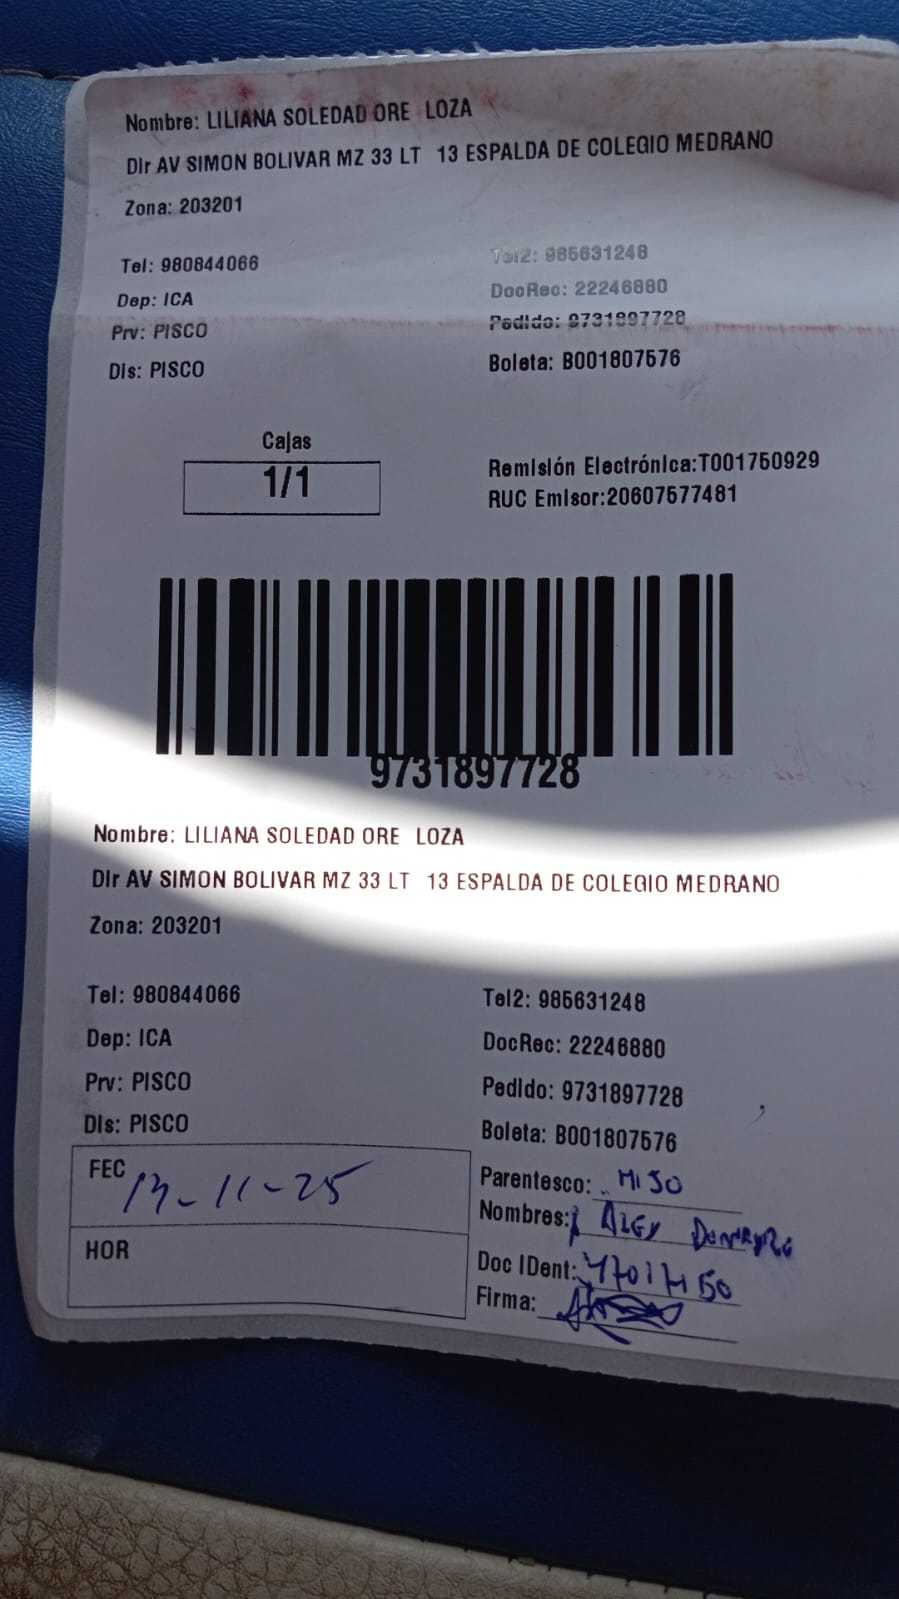 Nombre: LILIANA SOLEDAD ORE LOZA
Dir AV SIMON BOLIVAR MZ 33 LT 13 ESPALDA DE COLEGIO MEDRANO
Zona: 203201
Tel: 980844066 Tel2: 985631248
Dep: ICA DocRec: 22246880
Prv: PISCO Pedido: 9731897728
Dis: PISCO Boleta: B001807576
Cajas
1/1
Remisión Electrónica:T001750929
RUC Emisor:20607577481
9731897728
Nombre: LILIANA SOLEDAD ORE LOZA
Dir AV SIMON BOLIVAR MZ 33 LT 13 ESPALDA DE COLEGIO MEDRANO
Zona: 203201
Tel: 980844066 Tel2: 985631248
Dep: ICA DocRec: 22246880
Prv: PISCO Pedido: 9731897728
Dis: PISCO Boleta: B001807576
FEC
Parentesco: HIJO
Nombres: ALEX
HOR
Doc IDent:
Firma: